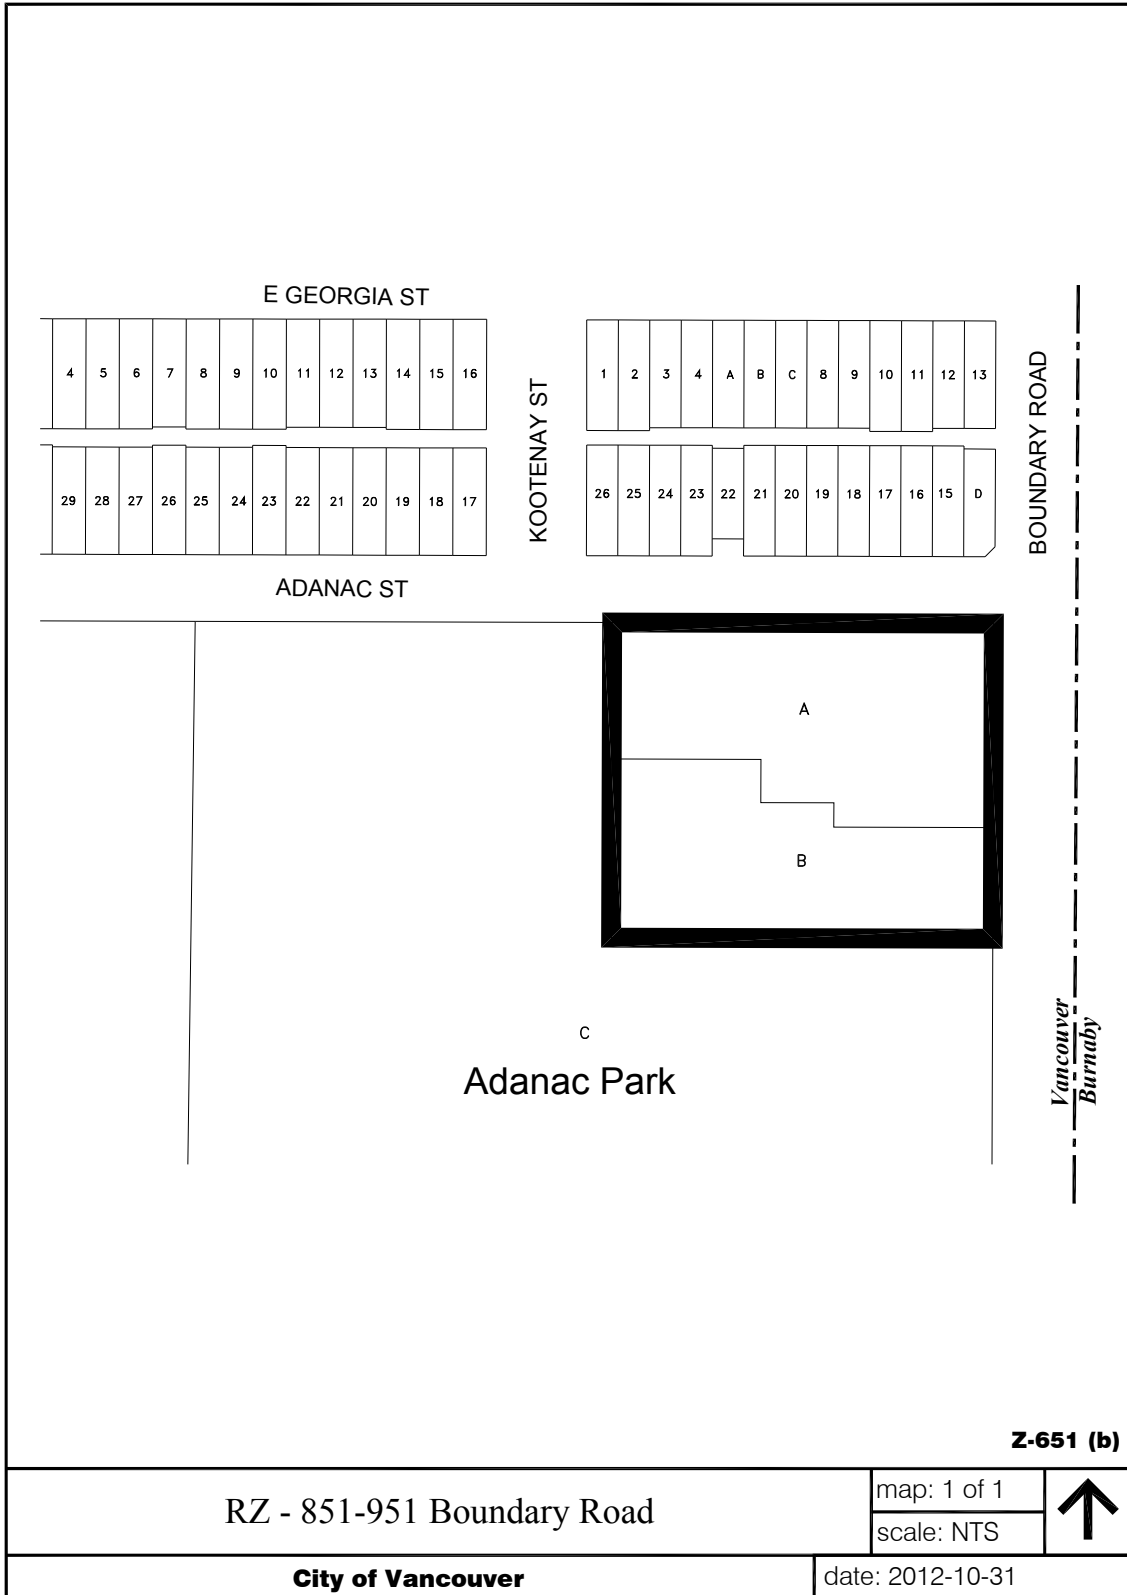 E GEORGIA ST
4 5 6 7 8 9 10 11 12 13 14 15 16
1 2 3 4 A B C 8 9 10 11 12 13
KOOTENAY ST
BOUNDARY ROAD
29 28 27 26 25 24 23 22 21 20 19 18 17
26 25 24 23 22 21 20 19 18 17 16 15 D
ADANAC ST
A
B
C
Adanac Park
Vancouver
Burnaby
Z-651 (b)
RZ - 851-951 Boundary Road
map: 1 of 1
scale: NTS
City of Vancouver
date: 2012-10-31